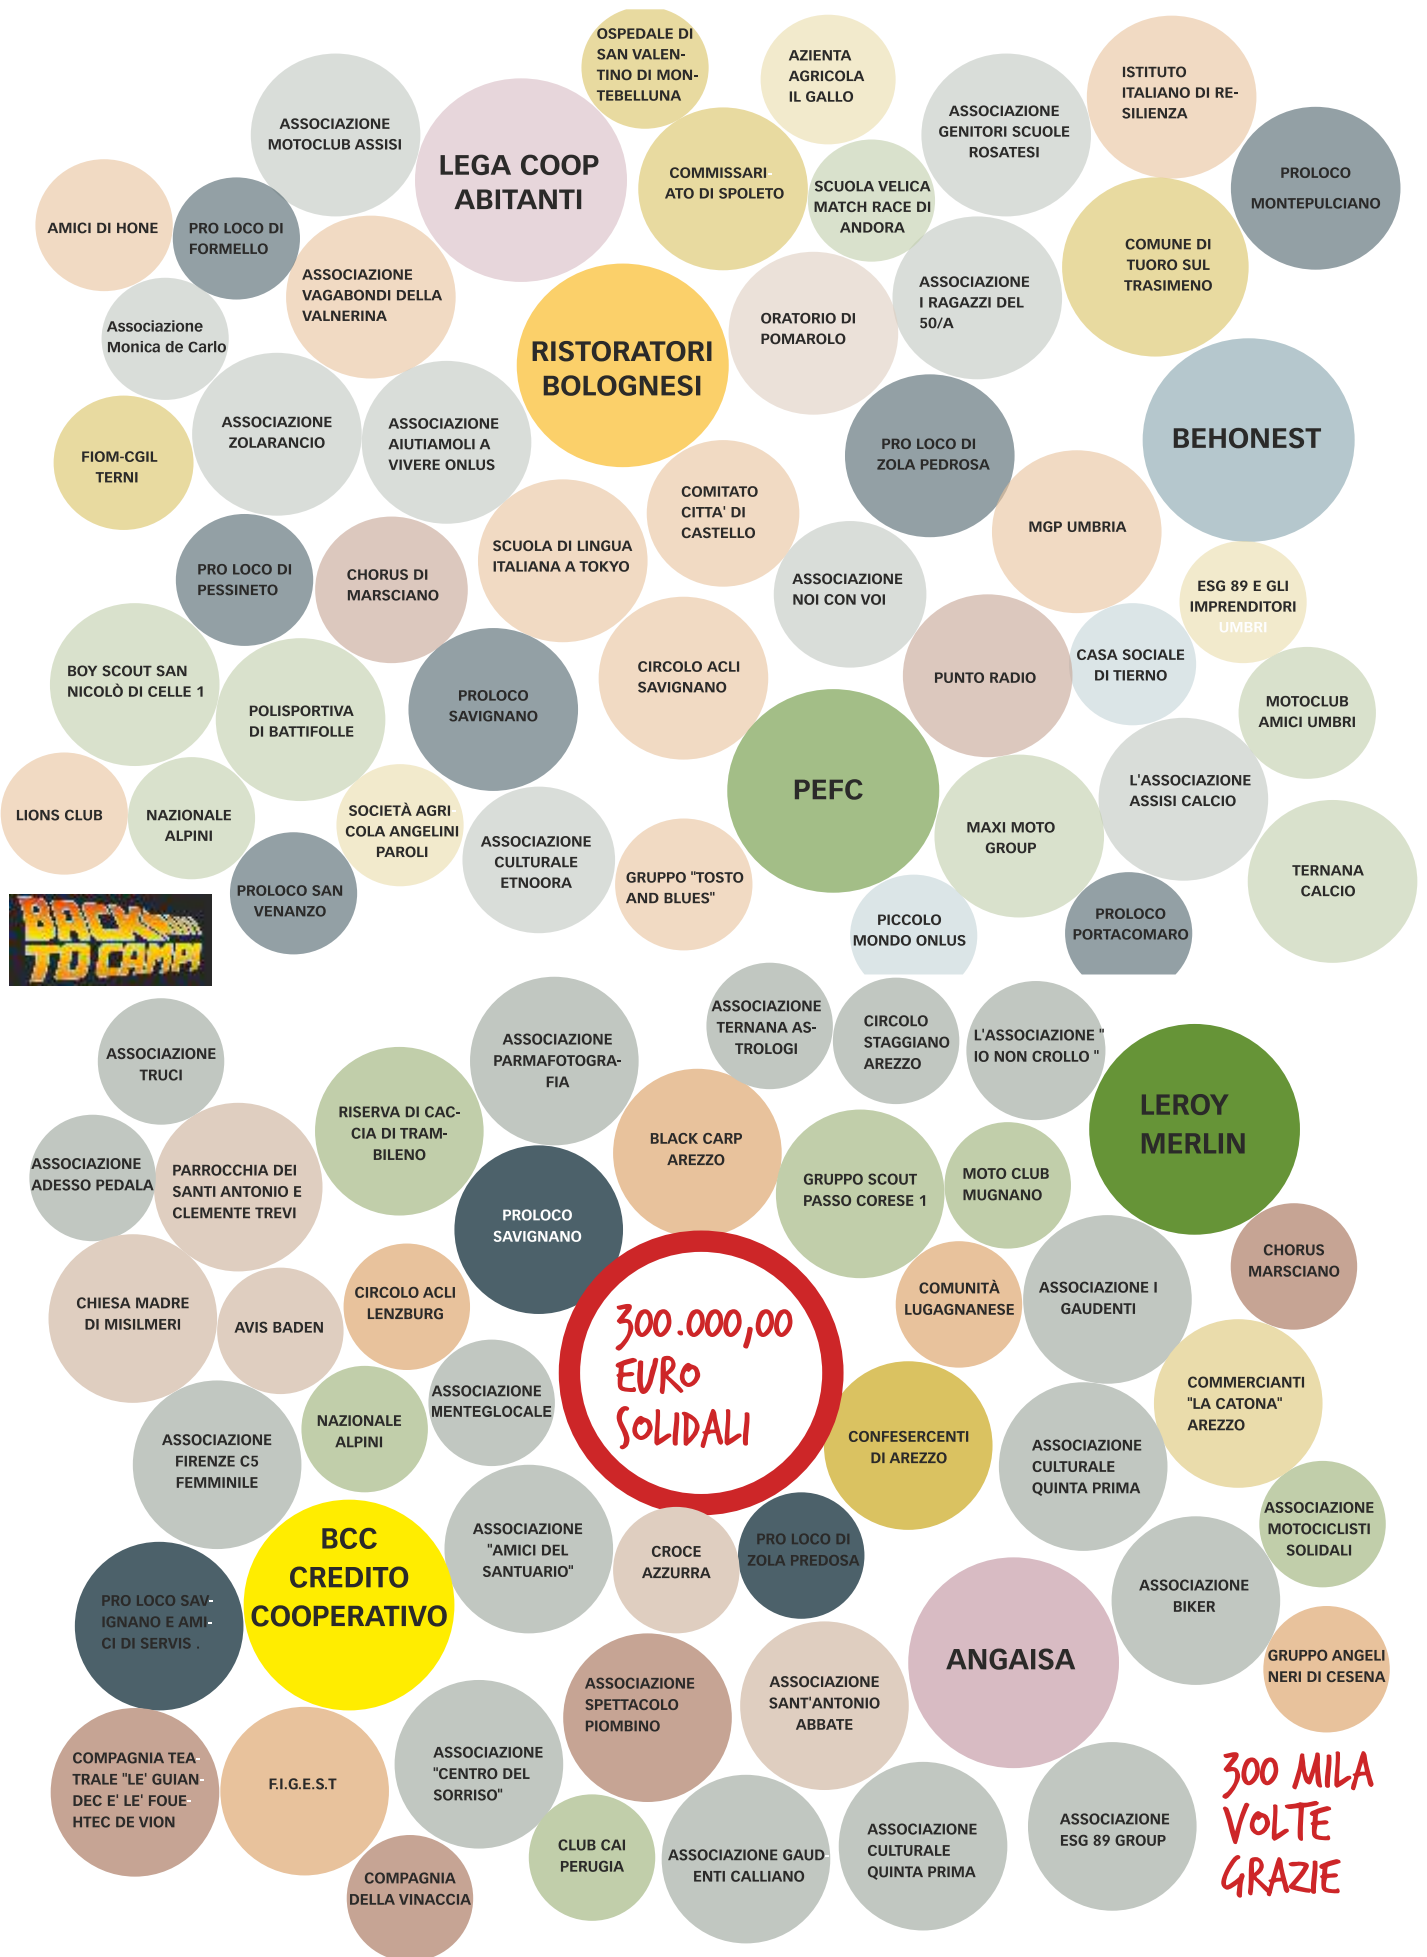 OSPEDALE DI
SAN VALEN-
TINO DI MON-
TEBELLUNA
AZIENTA
AGRICOLA
IL GALLO
ISTITUTO
ITALIANO DI RE-
SILIENZA
ASSOCIAZIONE
MOTOCLUB ASSISI
LEGA COOP
ABITANTI
COMMISSARI-
ATO DI SPOLETO
ASSOCIAZIONE
GENITORI SCUOLE
ROSATESI
PROLOCO
MONTEPULCIANO
SCUOLA VELICA
MATCH RACE DI
ANDORA
AMICI DI HONE
PRO LOCO DI
FORMELLO
ASSOCIAZIONE
VAGABONDI DELLA
VALNERINA
COMUNE DI
TUORO SUL
TRASIMENO
ASSOCIAZIONE
I RAGAZZI DEL
50/A
ORATORIO DI
POMAROLO
Associazione
Monica de Carlo
RISTORATORI
BOLOGNESI
ASSOCIAZIONE
ZOLARANCIO
ASSOCIAZIONE
AIUTIAMOLI A
VIVERE ONLUS
PRO LOCO DI
ZOLA PEDROSA
BEHONEST
FIOM-CGIL
TERNI
COMITATO
CITTA' DI
CASTELLO
MGP UMBRIA
SCUOLA DI LINGUA
ITALIANA A TOKYO
PRO LOCO DI
PESSINETO
CHORUS DI
MARSCIANO
ASSOCIAZIONE
NOI CON VOI
ESG 89 E GLI
IMPRENDITORI
UMBRI
BOY SCOUT SAN
NICOLÒ DI CELLE 1
CIRCOLO ACLI
SAVIGNANO
PUNTO RADIO
CASA SOCIALE
DI TIERNO
POLISPORTIVA
DI BATTIFOLLE
PROLOCO
SAVIGNANO
MOTOCLUB
AMICI UMBRI
PEFC
L'ASSOCIAZIONE
ASSISI CALCIO
LIONS CLUB
NAZIONALE
ALPINI
SOCIETÀ AGRI
COLA ANGELINI
PAROLI
ASSOCIAZIONE
CULTURALE
ETNOORA
MAXI MOTO
GROUP
TERNANA
CALCIO
PROLOCO SAN
VENANZO
GRUPPO "TOSTO
AND BLUES"
PICCOLO
MONDO ONLUS
PROLOCO
PORTACOMARO
BACK
TO CAMPI
ASSOCIAZIONE
TERNANA AS-
TROLOGI
CIRCOLO
STAGGIANO
AREZZO
L'ASSOCIAZIONE "
IO NON CROLLO "
ASSOCIAZIONE
TRUCI
ASSOCIAZIONE
PARMAFOTOGRA-
FIA
LEROY
MERLIN
RISERVA DI CAC-
CIA DI TRAM-
BILENO
BLACK CARP
AREZZO
ASSOCIAZIONE
ADESSO PEDALA
PARROCCHIA DEI
SANTI ANTONIO E
CLEMENTE TREVI
GRUPPO SCOUT
PASSO CORESE 1
MOTO CLUB
MUGNANO
PROLOCO
SAVIGNANO
CHORUS
MARSCIANO
CHIESA MADRE
DI MISILMERI
AVIS BADEN
CIRCOLO ACLI
LENZBURG
300.000,00
EURO
SOLIDALI
COMUNITÀ
LUGAGNANESE
ASSOCIAZIONE I
GAUDENTI
ASSOCIAZIONE
MENTEGLOCALE
COMMERCIANTI
"LA CATONA"
AREZZO
NAZIONALE
ALPINI
ASSOCIAZIONE
FIRENZE C5
FEMMINILE
CONFESERCENTI
DI AREZZO
ASSOCIAZIONE
CULTURALE
QUINTA PRIMA
ASSOCIAZIONE
MOTOCICLISTI
SOLIDALI
BCC
CREDITO
COOPERATIVO
ASSOCIAZIONE
"AMICI DEL
SANTUARIO"
CROCE
AZZURRA
PRO LOCO DI
ZOLA PREDOSA
PRO LOCO SAV-
IGNANO E AMI-
CI DI SERVIS .
ASSOCIAZIONE
BIKER
ANGAISA
GRUPPO ANGELI
NERI DI CESENA
ASSOCIAZIONE
SPETTACOLO
PIOMBINO
ASSOCIAZIONE
SANT'ANTONIO
ABBATE
COMPAGNIA TEA-
TRALE "LE' GUIAN-
DEC E' LE' FOUE-
HTEC DE VION
F.I.G.E.S.T
ASSOCIAZIONE
"CENTRO DEL
SORRISO"
300 MILA
VOLTE
GRAZIE
CLUB CAI
PERUGIA
ASSOCIAZIONE GAUD-
ENTI CALLIANO
ASSOCIAZIONE
CULTURALE
QUINTA PRIMA
ASSOCIAZIONE
ESG 89 GROUP
COMPAGNIA
DELLA VINACCIA